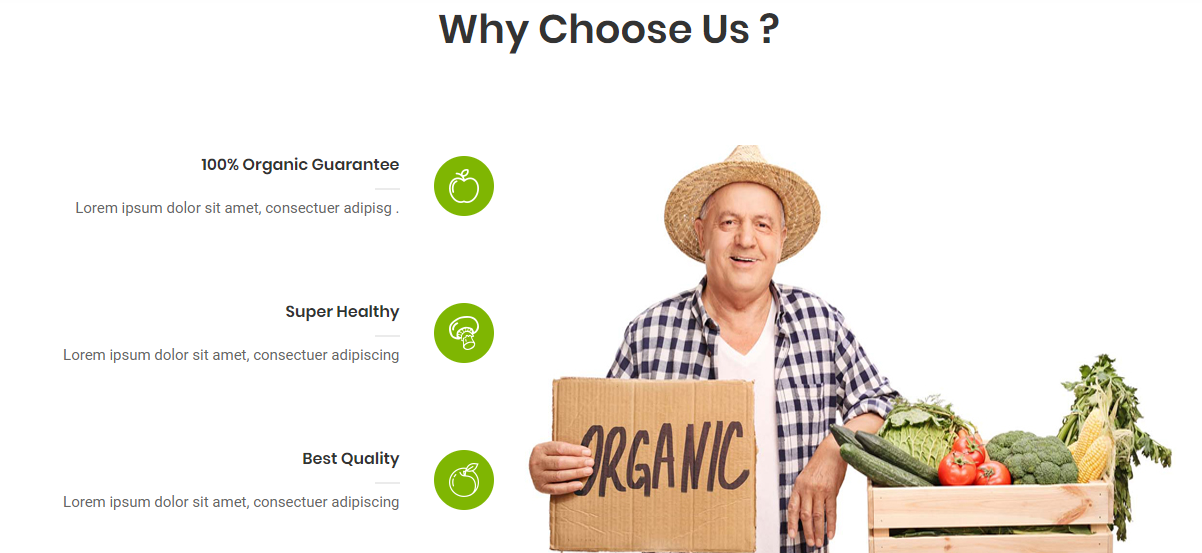 Why Choose Us ?
100% Organic Guarantee
Lorem ipsum dolor sit amet, consectuer adipisg .
Super Healthy
Lorem ipsum dolor sit amet, consectuer adipiscing
Best Quality
Lorem ipsum dolor sit amet, consectuer adipiscing
ORGANIC